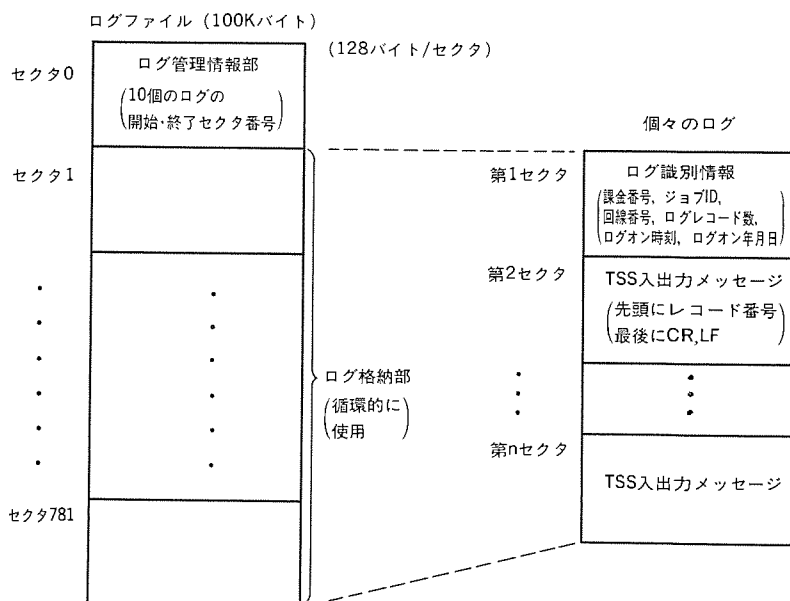 ログファイル (100Kバイト)
(128バイト/セクタ)
セクタ0
ログ管理情報部
(10個のログの
開始・終了セクタ番号)
個々のログ
セクタ1
第1セクタ
ログ識別情報
(課金番号, ジョブID,
回線番号, ログレコード数,
ログオン時刻, ログオン年月日)
第2セクタ
TSS入出力メッセージ
(先頭にレコード番号
最後にCR,LF)
ログ格納部
(循環的に
使用)
第nセクタ
TSS入出力メッセージ
セクタ781